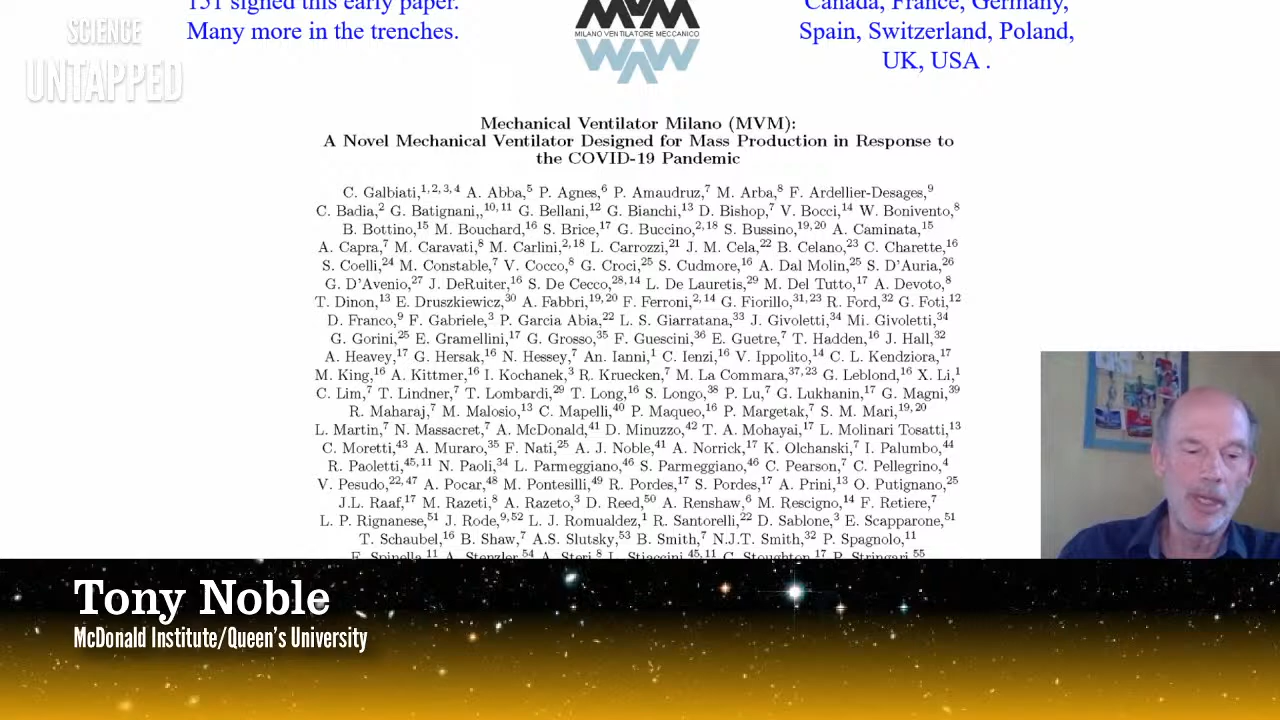 SCIENCE
UNTAPPED
151 signed this early paper.
Many more in the trenches.
MVM
MILANO VENTILATORE MECCANICO
Canada, France, Germany,
Spain, Switzerland, Poland,
UK, USA .
Mechanical Ventilator Milano (MVM):
A Novel Mechanical Ventilator Designed for Mass Production in Response to
the COVID-19 Pandemic
C. Galbiati,1, 2, 3, 4 A. Abba,5 P. Agnes,6 P. Amaudruz,7 M. Arba,8 F. Ardellier-Desages,9
C. Badia,2 G. Batignani,,10, 11 G. Bellani,12 G. Bianchi,13 D. Bishop,7 V. Bocci,14 W. Bonivento,8
B. Bottino,15 M. Bouchard,16 S. Brice,17 G. Buccino,2, 18 S. Bussino,19, 20 A. Caminata,15
A. Capra,7 M. Caravati,8 M. Carlini,2, 18 L. Carrozzi,21 J. M. Cela,22 B. Celano,23 C. Charette,16
S. Coelli,24 M. Constable,7 V. Cocco,8 G. Croci,25 S. Cudmore,16 A. Dal Molin,25 S. D'Auria,26
G. D'Avenio,27 J. DeRuiter,16 S. De Cecco,28, 14 L. De Lauretis,29 M. Del Tutto,17 A. Devoto,8
T. Dinon,13 E. Druszkiewicz,30 A. Fabbri,19, 20 F. Ferroni,2, 14 G. Fiorillo,31, 23 R. Ford,32 G. Foti,12
D. Franco,9 F. Gabriele,3 P. Garcia Abia,22 L. S. Giarratana,33 J. Givoletti,34 Mi. Givoletti,34
G. Gorini,25 E. Gramellini,17 G. Grosso,35 F. Guescini,36 E. Guetre,7 T. Hadden,16 J. Hall,32
A. Heavey,17 G. Hersak,16 N. Hessey,7 An. Ianni,1 C. Ienzi,16 V. Ippolito,14 C. L. Kendziora,17
M. King,16 A. Kittmer,16 I. Kochanek,3 R. Kruecken,7 M. La Commara,37, 23 G. Leblond,16 X. Li,1
C. Lim,7 T. Lindner,7 T. Lombardi,29 T. Long,16 S. Longo,38 P. Lu,7 G. Lukhanin,17 G. Magni,39
R. Maharaj,7 M. Malosio,13 C. Mapelli,40 P. Maqueo,16 P. Margetak,7 S. M. Mari,19, 20
L. Martin,7 N. Massacret,7 A. McDonald,41 D. Minuzzo,42 T. A. Mohayai,17 L. Molinari Tosatti,13
C. Moretti,43 A. Muraro,35 F. Nati,25 A. J. Noble,41 A. Norrick,17 K. Olchanski,7 I. Palumbo,44
R. Paoletti,45, 11 N. Paoli,34 L. Parmeggiano,46 S. Parmeggiano,46 C. Pearson,7 C. Pellegrino,4
V. Pesudo,22, 47 A. Pocar,48 M. Pontesilli,49 R. Pordes,17 S. Pordes,17 A. Prini,13 O. Putignano,25
J.L. Raaf,17 M. Razeti,8 A. Razeto,3 D. Reed,50 A. Renshaw,6 M. Rescigno,14 F. Retiere,7
L. P. Rignanese,51 J. Rode,9, 52 L. J. Romualdez,1 R. Santorelli,22 D. Sablone,3 E. Scapparone,51
T. Schaubel,16 B. Shaw,7 A.S. Slutsky,53 B. Smith,7 N.J.T. Smith,32 P. Spagnolo,11
F. Spinella,11 A. Stenzler,54 A. Steri,8 L. Stiaccini,45, 11 C. Stoughton,17 P. Stringari,55
Tony Noble
McDonald Institute/Queen's University